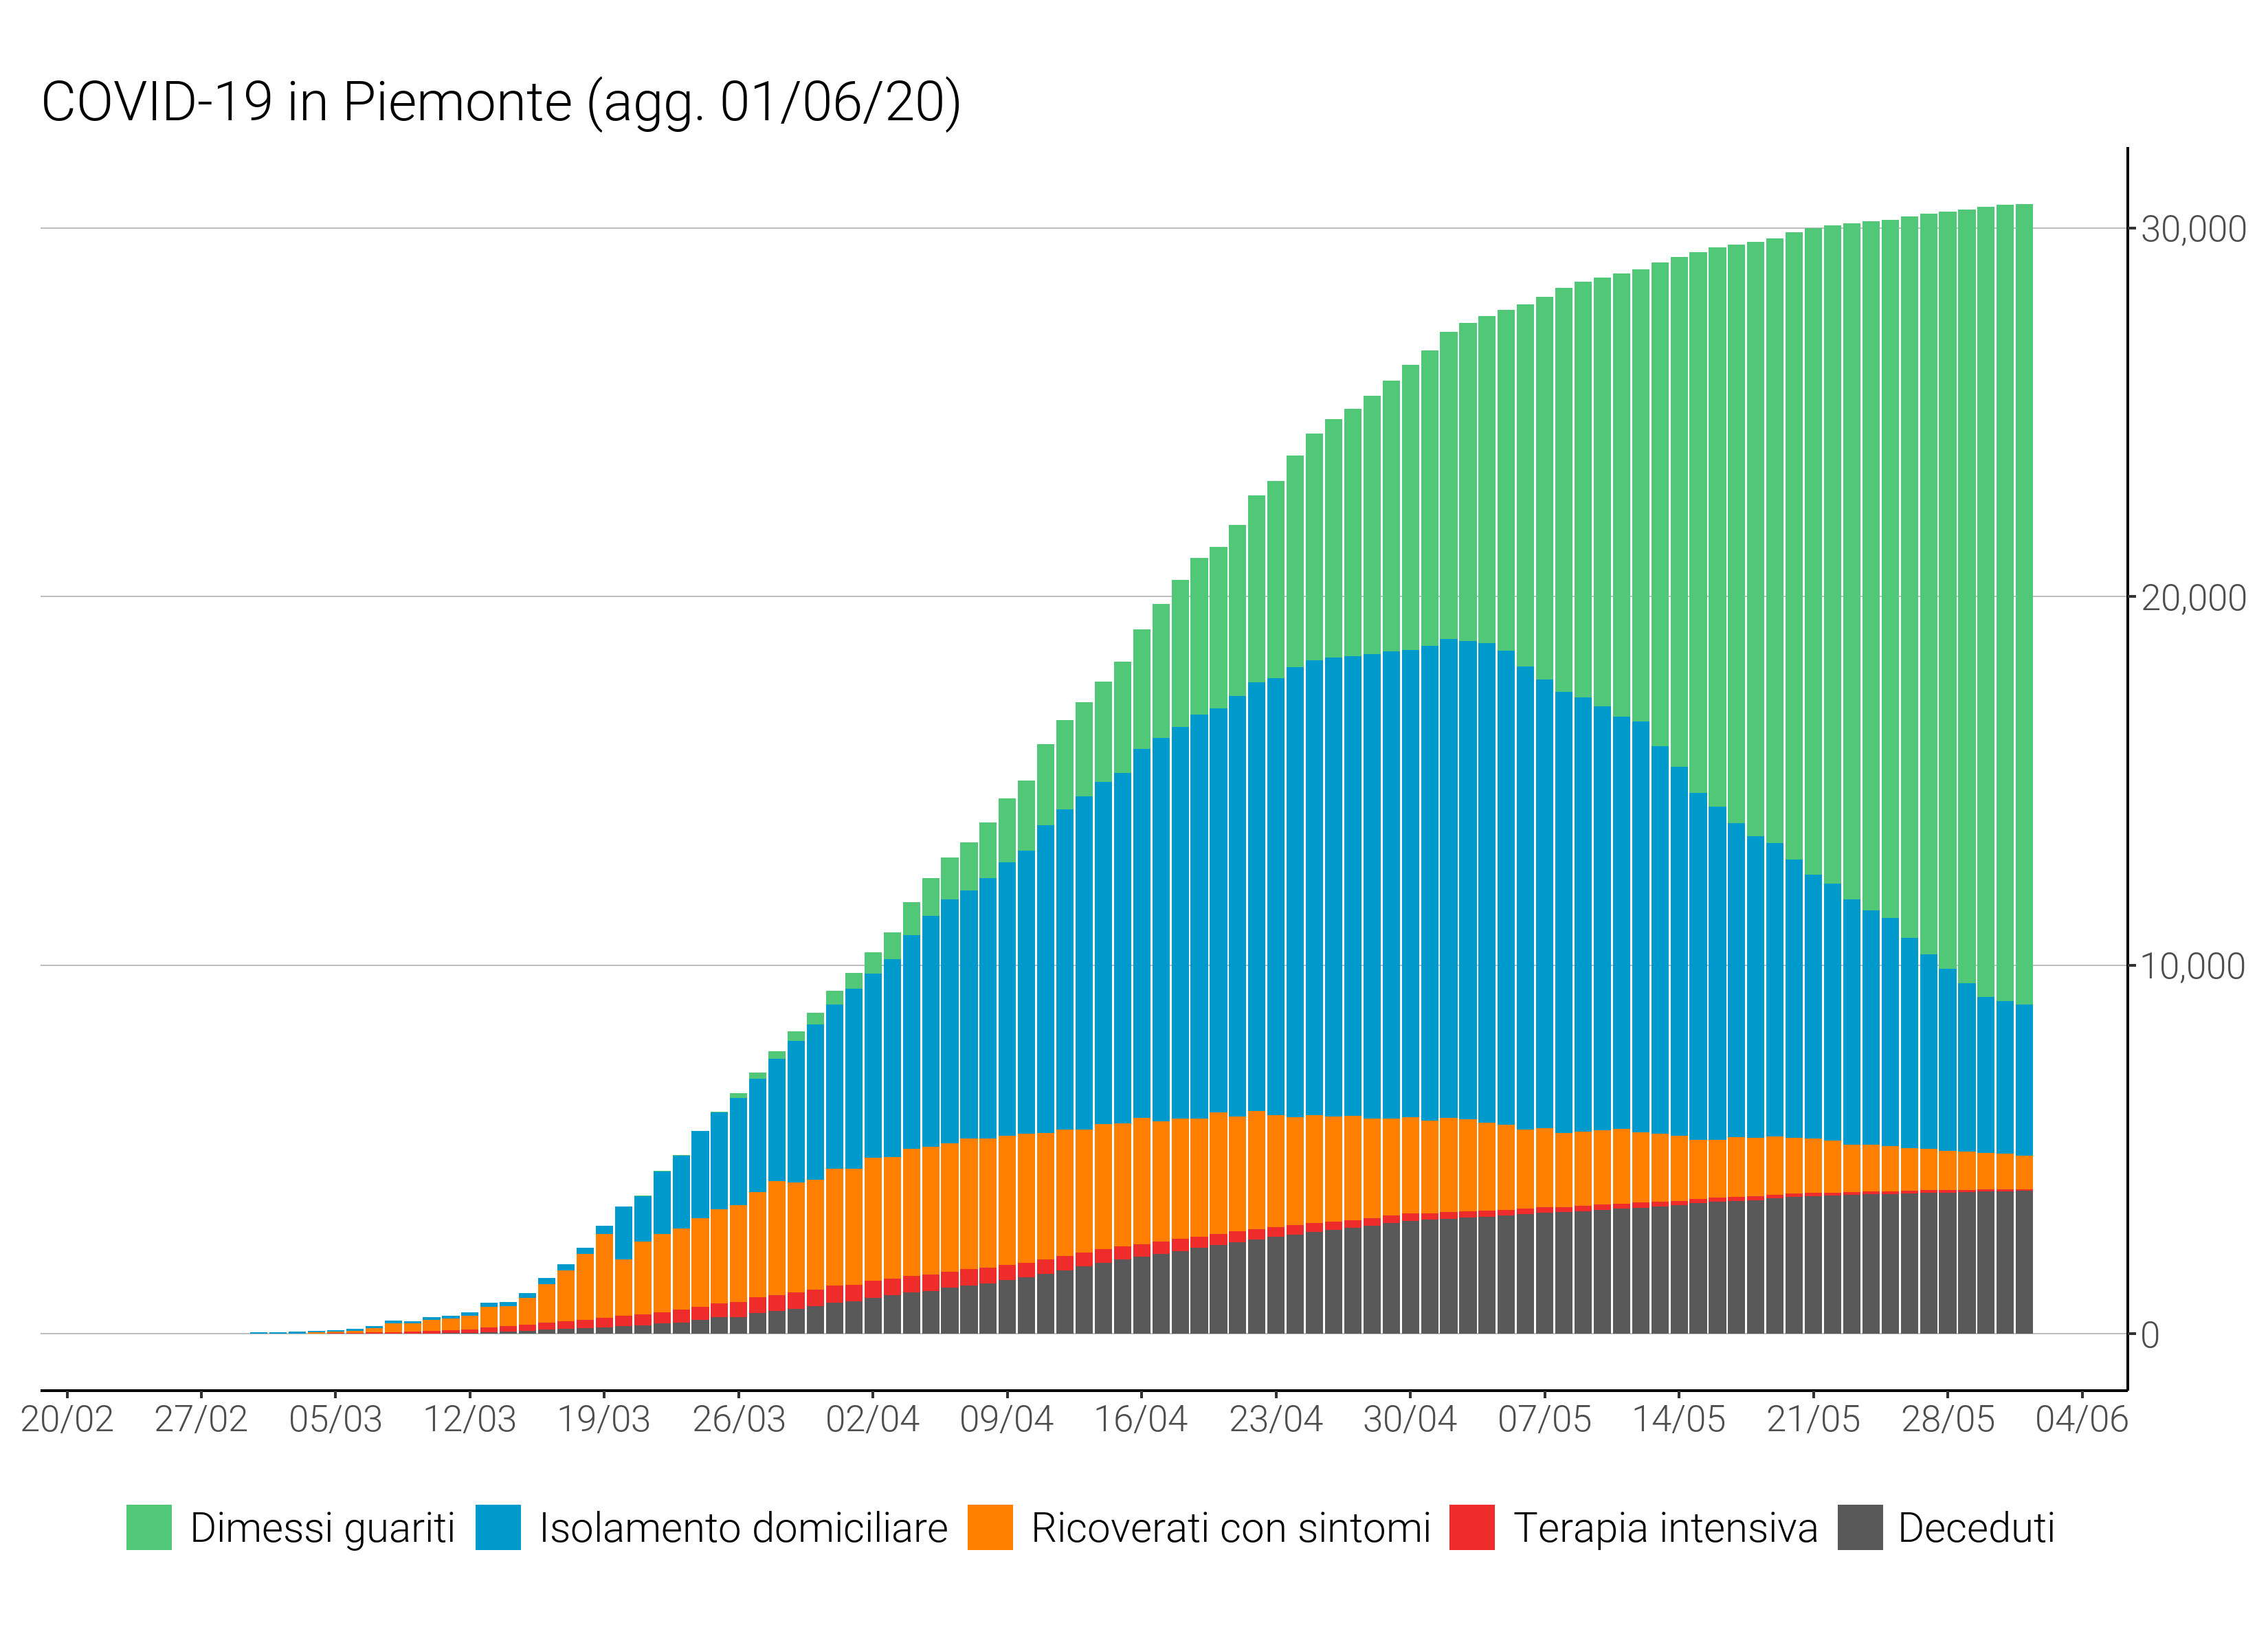 COVID-19 in Piemonte (agg. 01/06/20)
30,000
20,000
10,000
0
20/02 27/02 05/03 12/03 19/03 26/03 02/04 09/04 16/04 23/04 30/04 07/05 14/05 21/05 28/05 04/06
Dimessi guariti Isolamento domiciliare Ricoverati con sintomi Terapia intensiva Deceduti